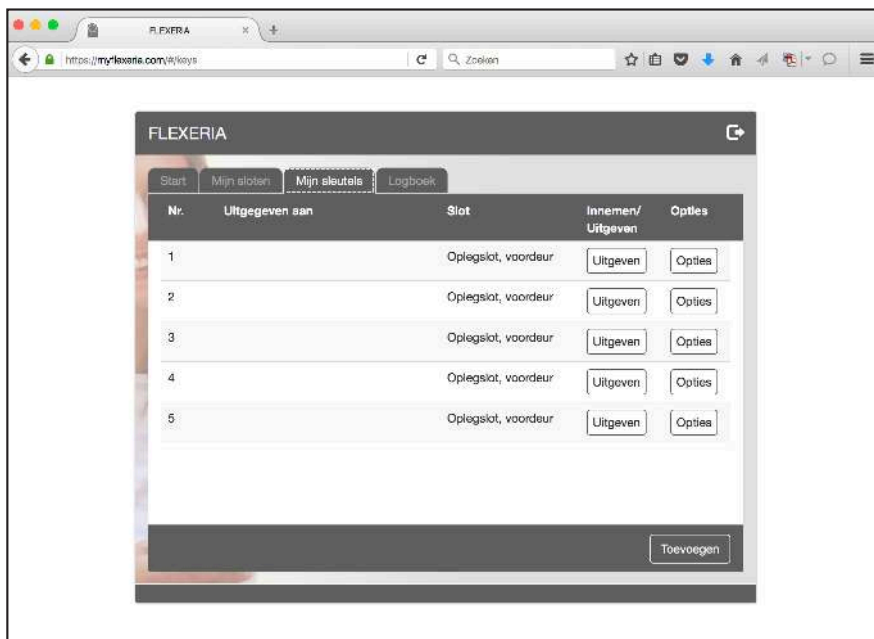 FLEXERIA
https://myflexeria.com/#/keys
Zoeken
FLEXERIA
Start Mijn sloten Mijn sleutels Logboek
Nr. Uitgegeven aan Slot Innemen/ Opties
Uitgeven
1 Oplegslot, voordeur Uitgeven Opties
2 Oplegslot, voordeur Uitgeven Opties
3 Oplegslot, voordeur Uitgeven Opties
4 Oplegslot, voordeur Uitgeven Opties
5 Oplegslot, voordeur Uitgeven Opties
Toevoegen